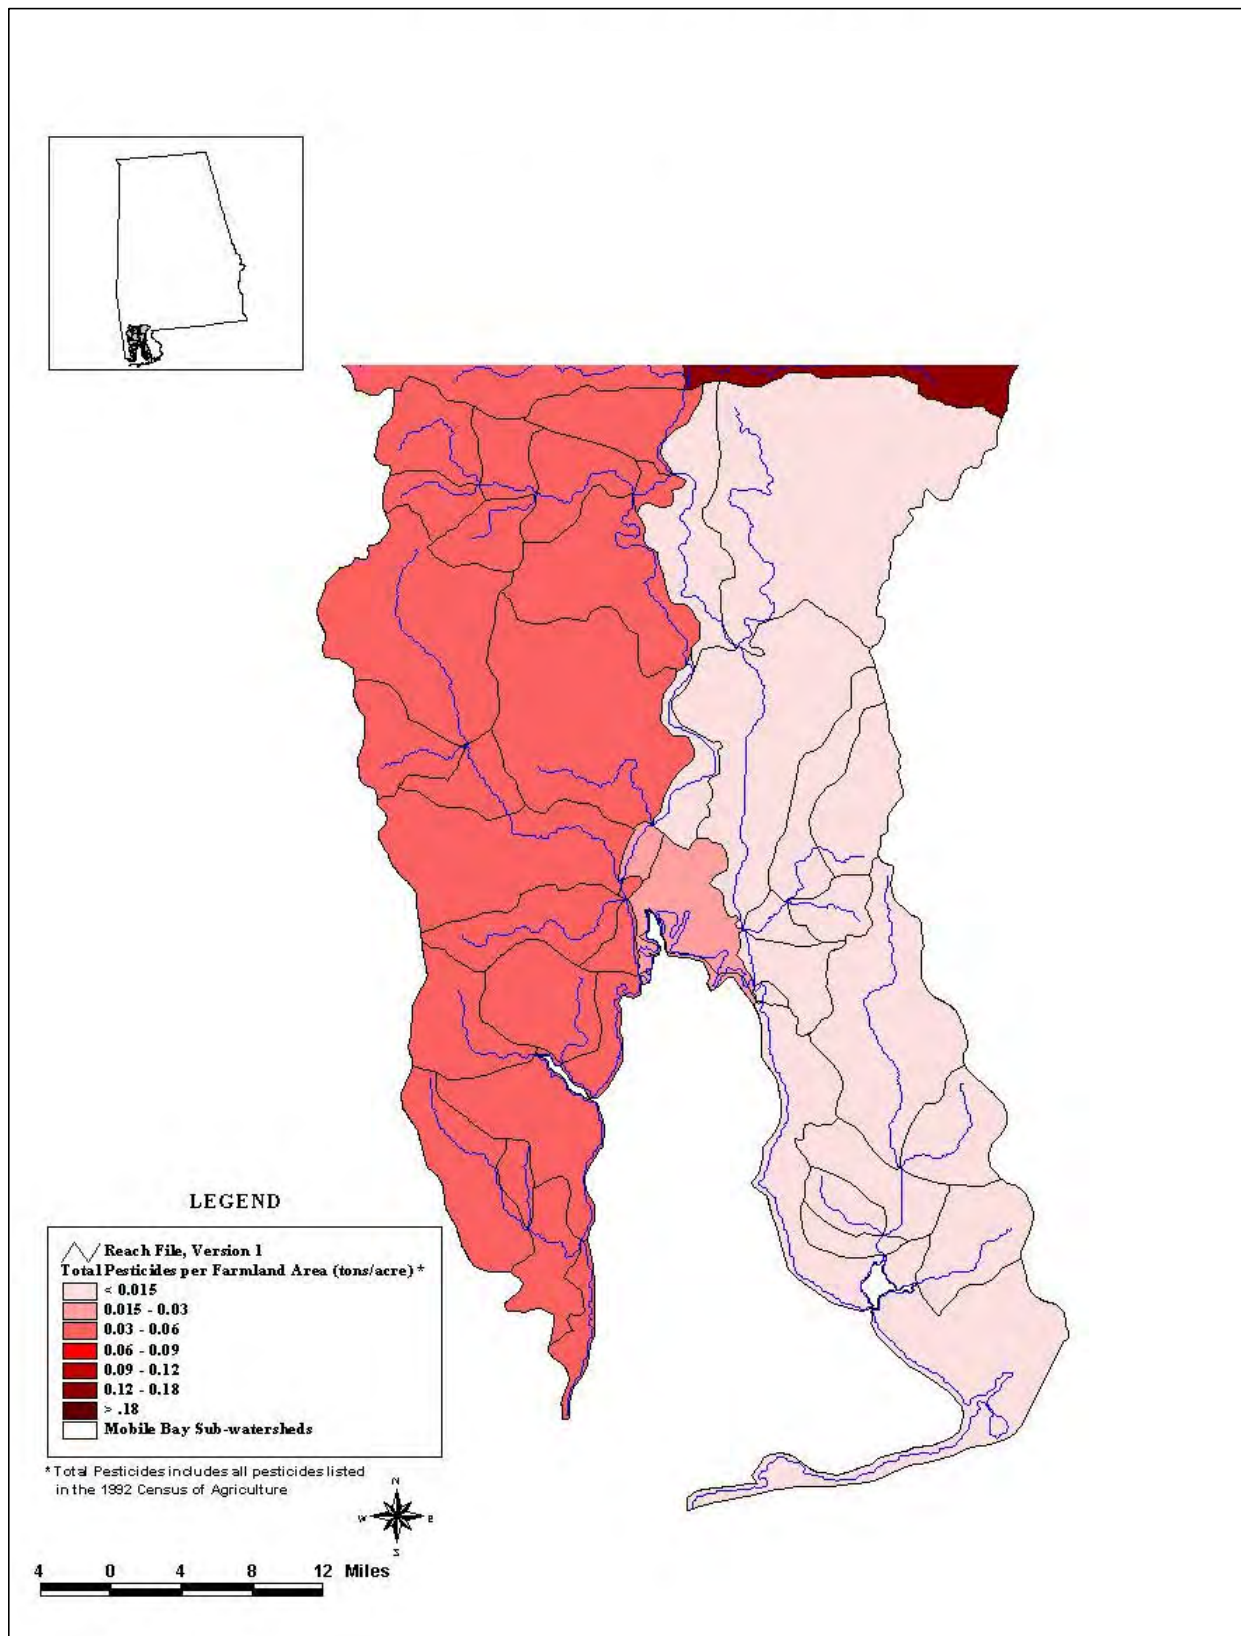 LEGEND
Reach File, Version 1
Total Pesticides per Farmland Area (tons/acre) *
< 0.015
0.015 - 0.03
0.03 - 0.06
0.06 - 0.09
0.09 - 0.12
0.12 - 0.18
> .18
Mobile Bay Sub-watersheds
* Total Pesticides includes all pesticides listed
in the 1992 Census of Agriculture
N
W E
S
4 0 4 8 12 Miles